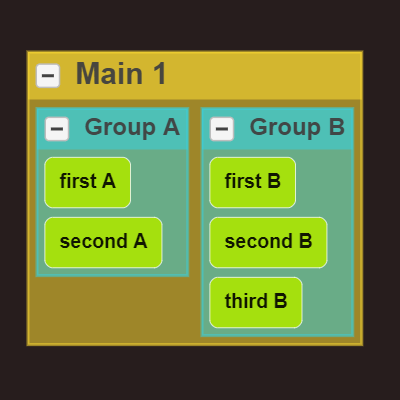 Main 1
Group A
first A
second A
Group B
first B
second B
third B